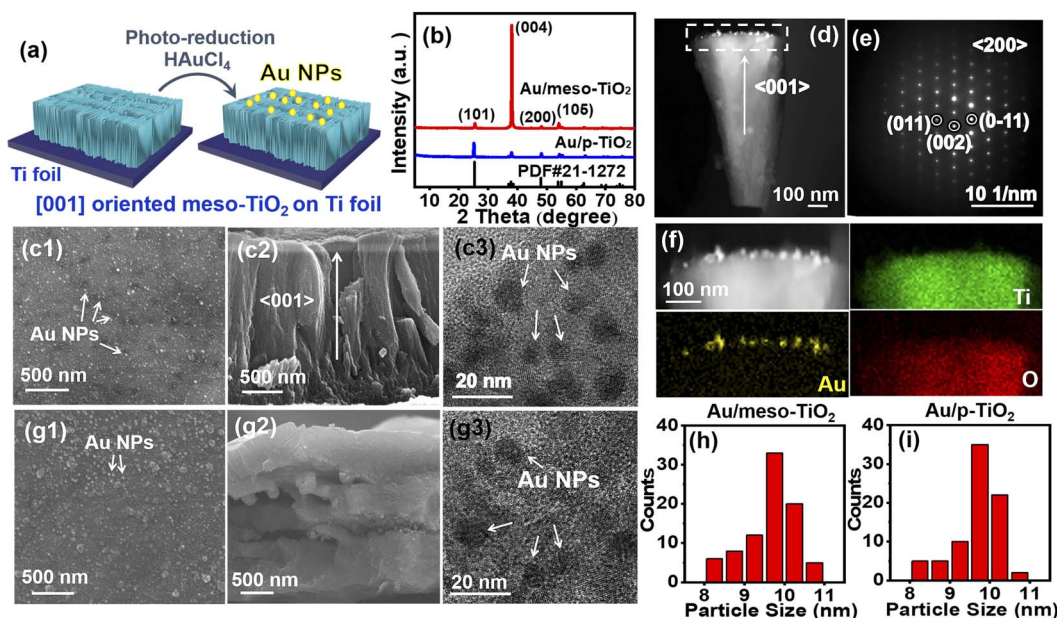 (a)
Photo-reduction
HAuCl4
Au NPs
Ti foil
[001] oriented meso-TiO2 on Ti foil
(b)
Intensity (a.u.)
(004)
Au/meso-TiO2
(101)
(200)
(105)
Au/p-TiO2
PDF#21-1272
5 10 20 30 40 50 60 70 80
2 Theta (degree)
(d)
<001>
100 nm
(e)
<200>
(011)
(0-11)
(002)
10 1/nm
(c1)
Au NPs
500 nm
(c2)
<001>
500 nm
(c3)
Au NPs
20 nm
(f)
100 nm
Ti
Au
O
(g1)
Au NPs
500 nm
(g2)
500 nm
(g3)
Au NPs
20 nm
Au/meso-TiO2
(h)
Counts
40
30
20
10
0
8 9 10 11
Particle Size (nm)
Au/p-TiO2
(i)
Counts
40
30
20
10
0
8 9 10 11
Particle Size (nm)